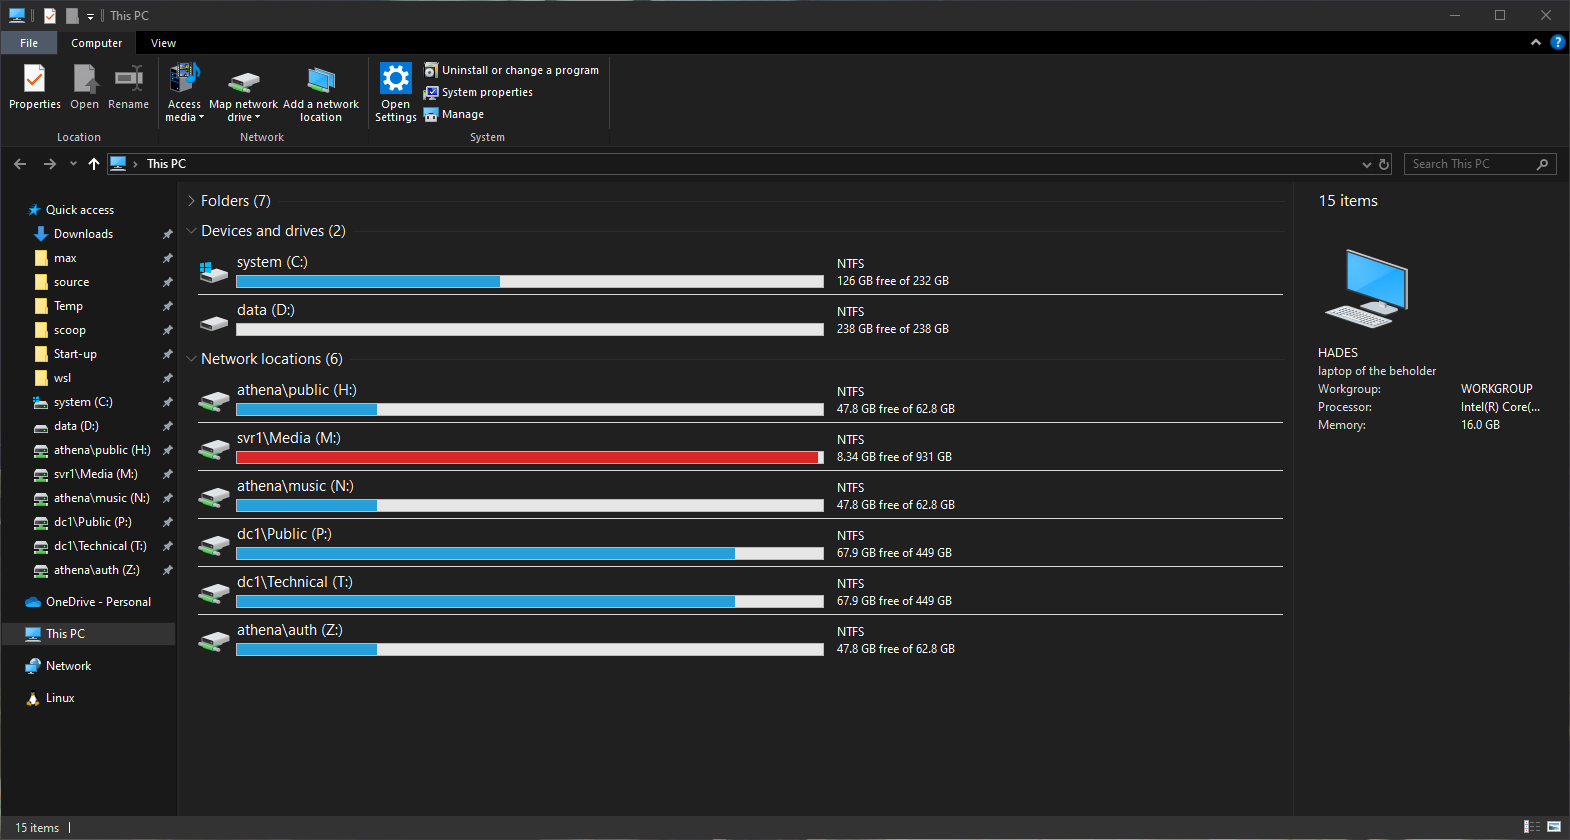 This PC
File Computer View
Properties Open Rename
Access media Map network drive Add a network location
Open Settings
Uninstall or change a program
System properties
Manage
Location Network System
This PC
Search This PC
Quick access
Downloads
max
source
Temp
scoop
Start-up
wsl
system (C:)
data (D:)
athena\public (H:)
svr1\Media (M:)
athena\music (N:)
dc1\Public (P:)
dc1\Technical (T:)
athena\auth (Z:)
OneDrive - Personal
This PC
Network
Linux
Folders (7)
Devices and drives (2)
system (C:)
NTFS
126 GB free of 232 GB
data (D:)
NTFS
238 GB free of 238 GB
Network locations (6)
athena\public (H:)
NTFS
47.8 GB free of 62.8 GB
svr1\Media (M:)
NTFS
8.34 GB free of 931 GB
athena\music (N:)
NTFS
47.8 GB free of 62.8 GB
dc1\Public (P:)
NTFS
67.9 GB free of 449 GB
dc1\Technical (T:)
NTFS
67.9 GB free of 449 GB
athena\auth (Z:)
NTFS
47.8 GB free of 62.8 GB
15 items
HADES
laptop of the beholder
Workgroup: WORKGROUP
Processor: Intel(R) Core(...
Memory: 16.0 GB
15 items